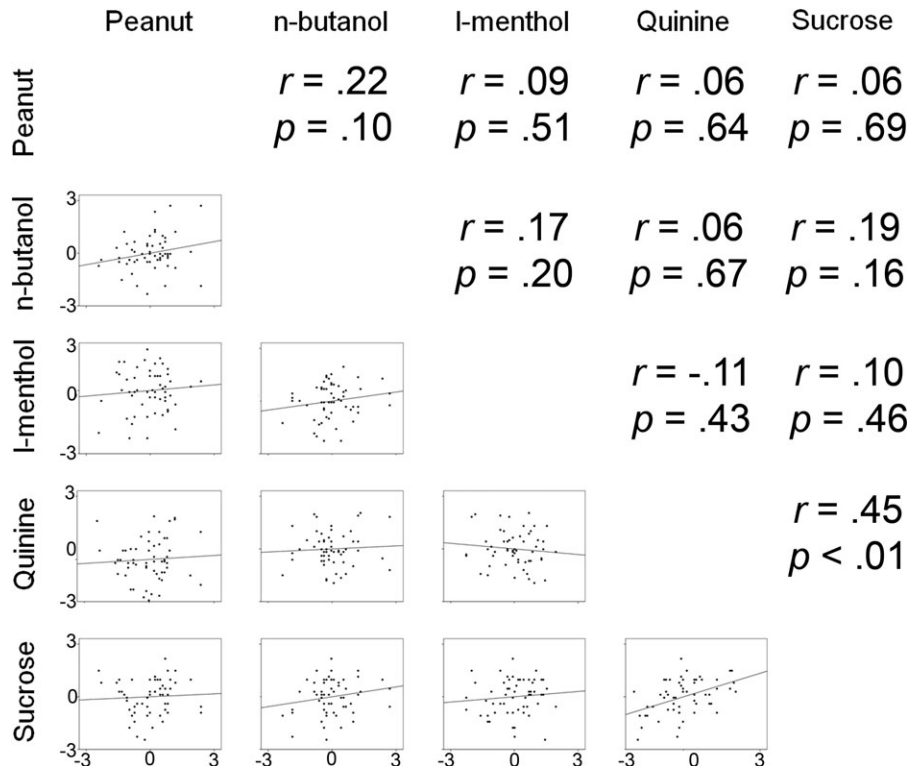 Peanut n-butanol l-menthol Quinine Sucrose
Peanut
r = .22 r = .09 r = .06 r = .06
p = .10 p = .51 p = .64 p = .69
n-butanol
3
0
-3
r = .17 r = .06 r = .19
p = .20 p = .67 p = .16
l-menthol
3
0
-3
r = -.11 r = .10
p = .43 p = .46
Quinine
3
0
-3
r = .45
p < .01
Sucrose
3
0
-3
-3 0 3 -3 0 3 -3 0 3 -3 0 3